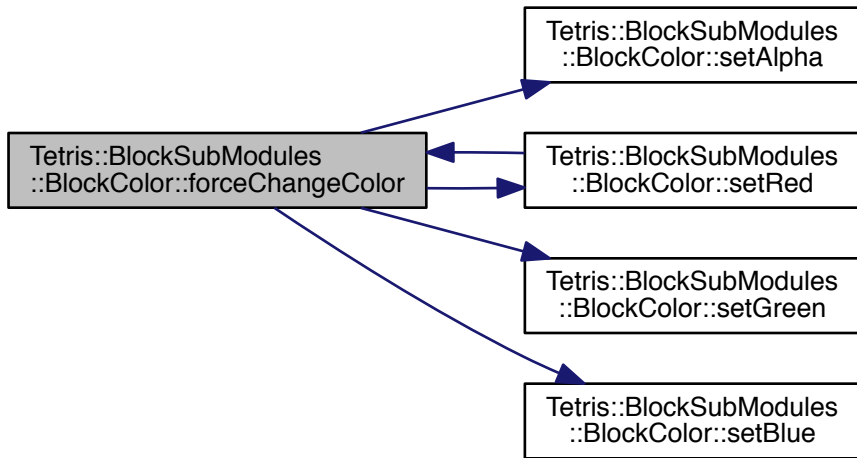 Tetris::BlockSubModules
::BlockColor::setAlpha
Tetris::BlockSubModules
::BlockColor::forceChangeColor
Tetris::BlockSubModules
::BlockColor::setRed
Tetris::BlockSubModules
::BlockColor::setGreen
Tetris::BlockSubModules
::BlockColor::setBlue